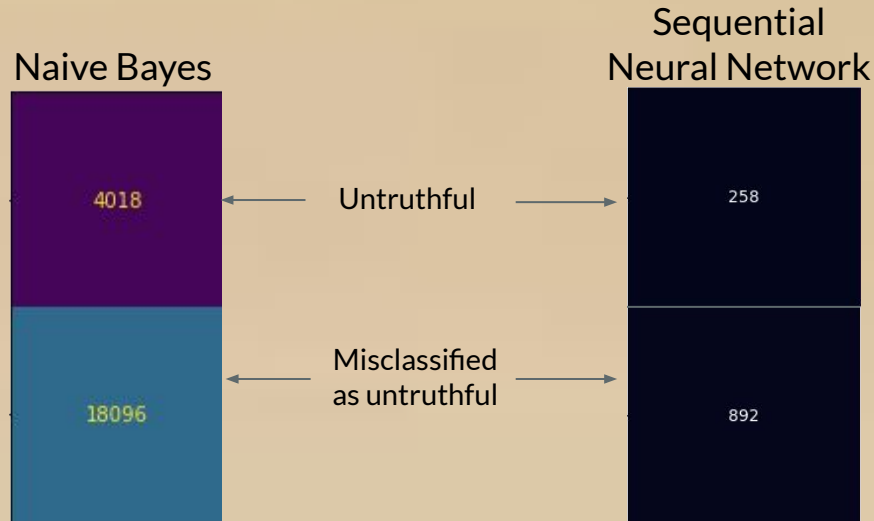 Sequential
Naive Bayes
Neural Network
4018
Untruthful
258
Misclassified
as untruthful
18096
892